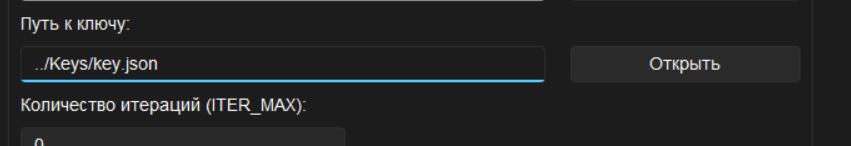 Путь к ключу:
../Keys/key.json
Открыть
Количество итераций (ITER_MAX):
0